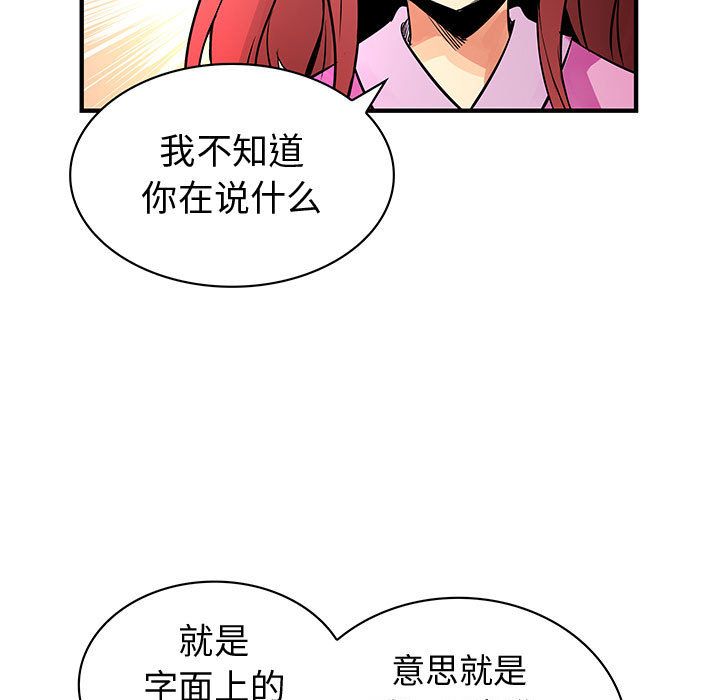 我不知道
你在说什么
就是
字面上的
意思就是